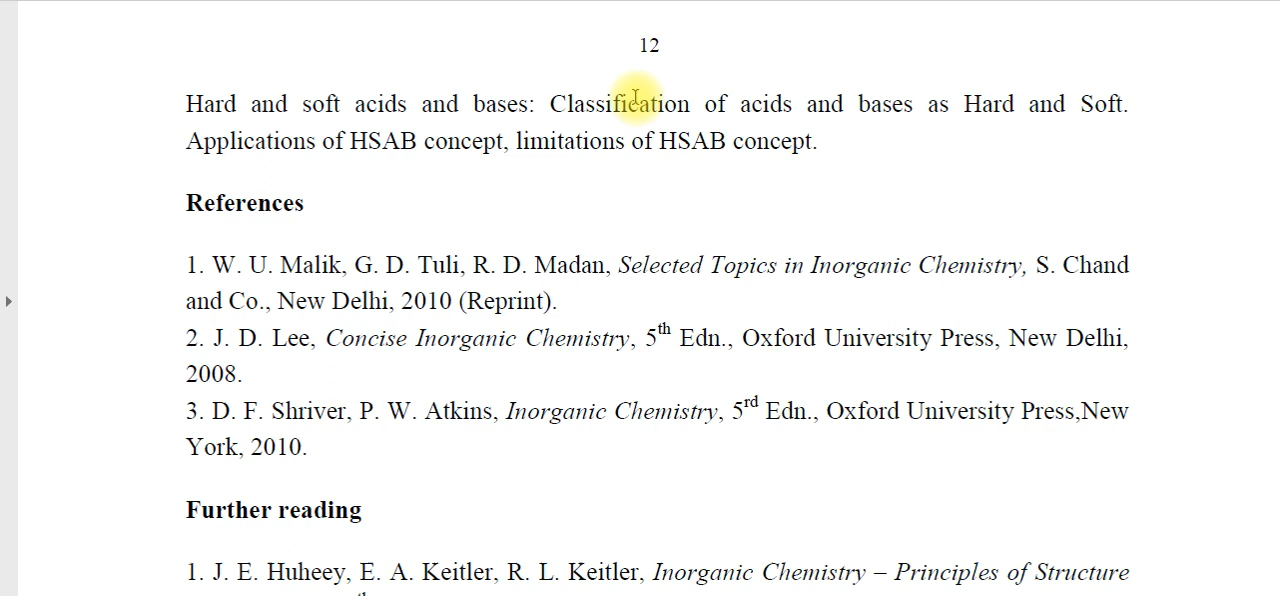 12
Hard and soft acids and bases: Classification of acids and bases as Hard and Soft.
Applications of HSAB concept, limitations of HSAB concept.
References
1. W. U. Malik, G. D. Tuli, R. D. Madan, Selected Topics in Inorganic Chemistry, S. Chand
and Co., New Delhi, 2010 (Reprint).
2. J. D. Lee, Concise Inorganic Chemistry, 5th Edn., Oxford University Press, New Delhi,
2008.
3. D. F. Shriver, P. W. Atkins, Inorganic Chemistry, 5rd Edn., Oxford University Press,New
York, 2010.
Further reading
1. J. E. Huheey, E. A. Keitler, R. L. Keitler, Inorganic Chemistry – Principles of Structure